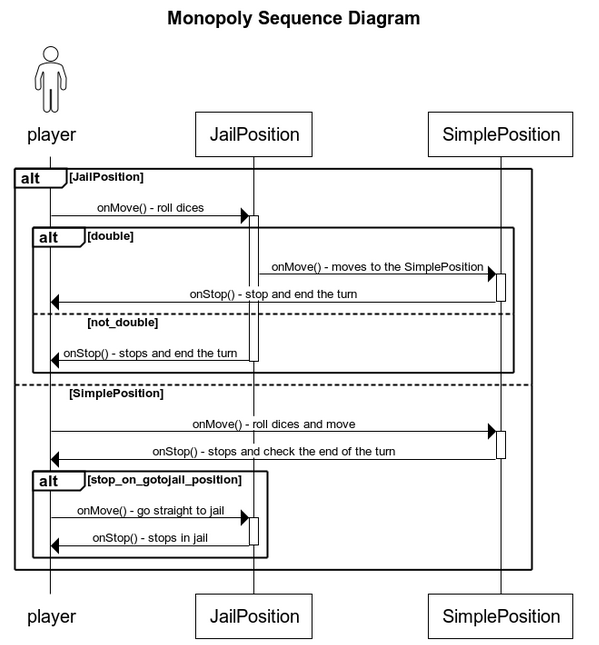 Monopoly Sequence Diagram
player
JailPosition
SimplePosition
alt [JailPosition]
onMove() - roll dices
alt [double]
onMove() - moves to the SimplePosition
onStop() - stop and end the turn
[not_double]
onStop() - stops and end the turn
[SimplePosition]
onMove() - roll dices and move
onStop() - stops and check the end of the turn
alt [stop_on_gotojail_position]
onMove() - go straight to jail
onStop() - stops in jail
player
JailPosition
SimplePosition